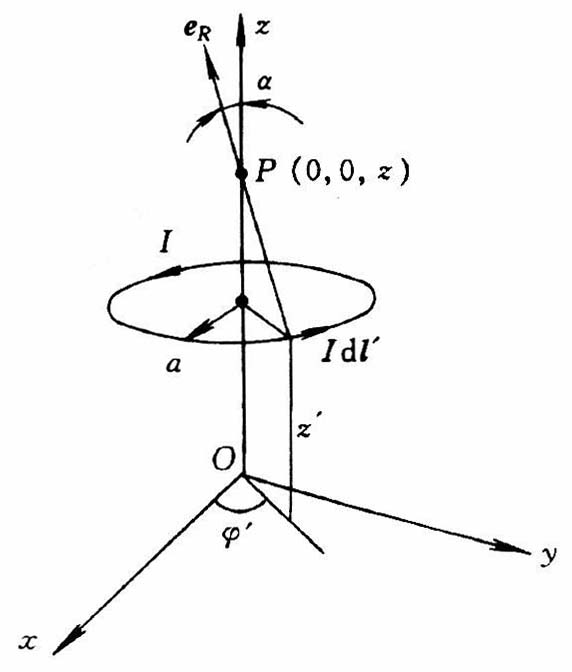 e_R
z
α
P (0, 0, z)
I
a
I dl′
z′
O
φ′
y
x